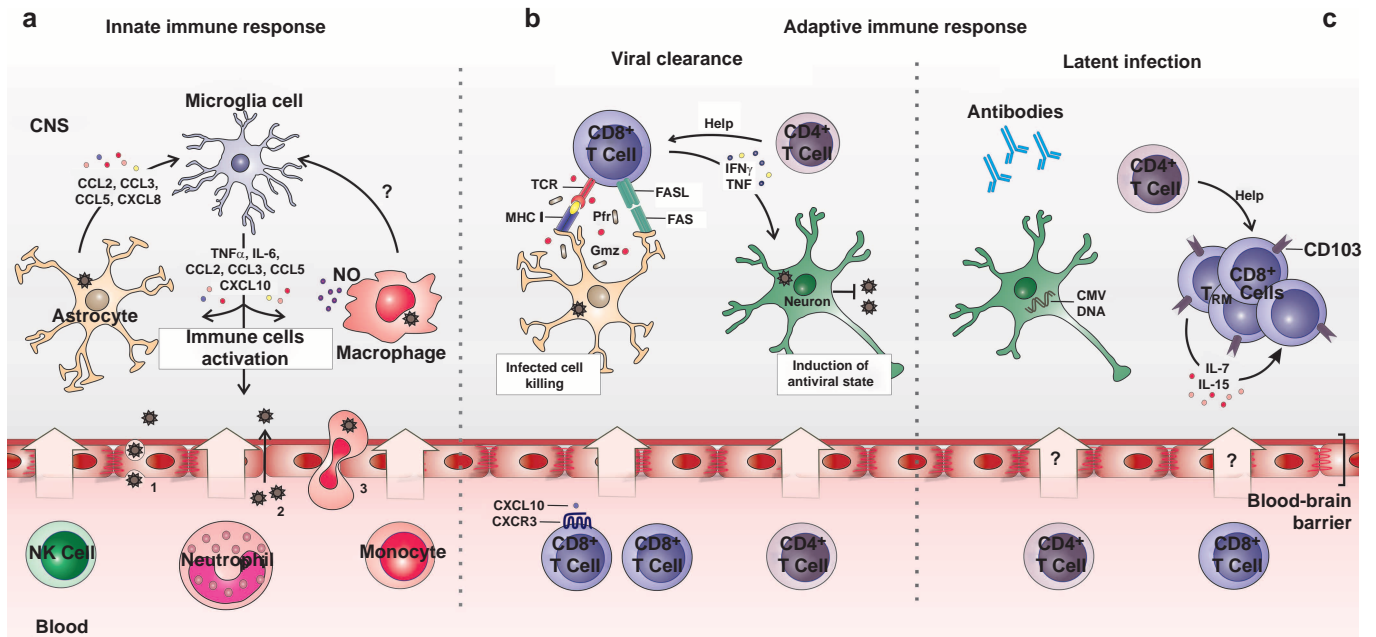 a
Innate immune response
b
Adaptive immune response
c
Viral clearance
Latent infection
CNS
Microglia cell
CCL2, CCL3,
CCL5, CXCL8
?
TNFα, IL-6,
CCL2, CCL3, CCL5
CXCL10
NO
Astrocyte
Macrophage
Immune cells
activation
1
2
3
NK Cell
Neutrophil
Monocyte
Blood
CD8+
T Cell
Help
CD4+
T Cell
IFNγ
TNF
TCR
FASL
MHC I
Pfr
FAS
Gmz
Neuron
Infected cell
killing
Induction of
antiviral state
CXCL10
CXCR3
CD8+
T Cell
CD8+
T Cell
CD4+
T Cell
Antibodies
CD4+
T Cell
Help
CD103
CD8+
TRM Cells
CMV
DNA
IL-7
IL-15
?
?
Blood-brain
barrier
CD4+
T Cell
CD8+
T Cell